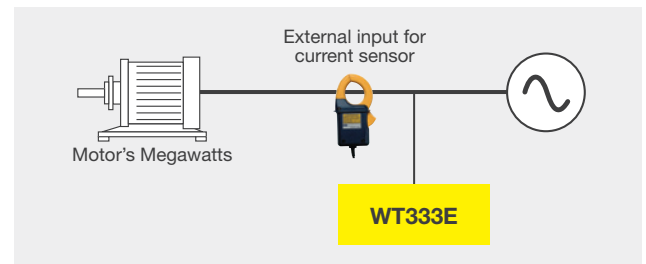 External input for
current sensor
Motor's Megawatts
WT333E